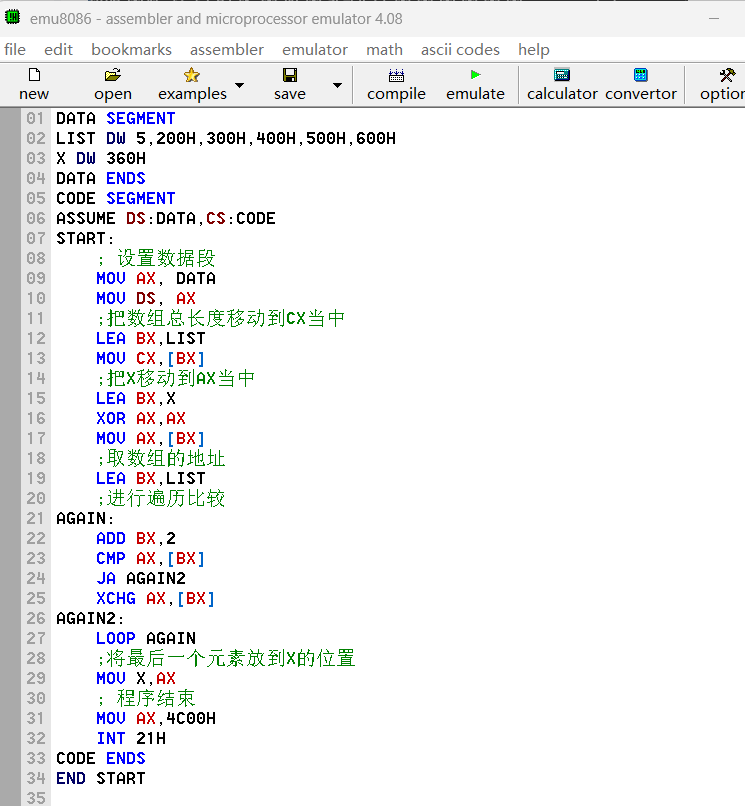 emu8086 - assembler and microprocessor emulator 4.08
file edit bookmarks assembler emulator math ascii codes help
new open examples save compile emulate calculator convertor option
01 DATA SEGMENT
02 LIST DW 5,200H,300H,400H,500H,600H
03 X DW 360H
04 DATA ENDS
05 CODE SEGMENT
06 ASSUME DS:DATA,CS:CODE
07 START:
08 ; 设置数据段
09 MOV AX, DATA
10 MOV DS, AX
11 ;把数组总长度移动到CX当中
12 LEA BX,LIST
13 MOV CX,[BX]
14 ;把X移动到AX当中
15 LEA BX,X
16 XOR AX,AX
17 MOV AX,[BX]
18 ;取数组的地址
19 LEA BX,LIST
20 ;进行遍历比较
21 AGAIN:
22 ADD BX,2
23 CMP AX,[BX]
24 JA AGAIN2
25 XCHG AX,[BX]
26 AGAIN2:
27 LOOP AGAIN
28 ;将最后一个元素放到X的位置
29 MOV X,AX
30 ; 程序结束
31 MOV AX,4C00H
32 INT 21H
33 CODE ENDS
34 END START
35